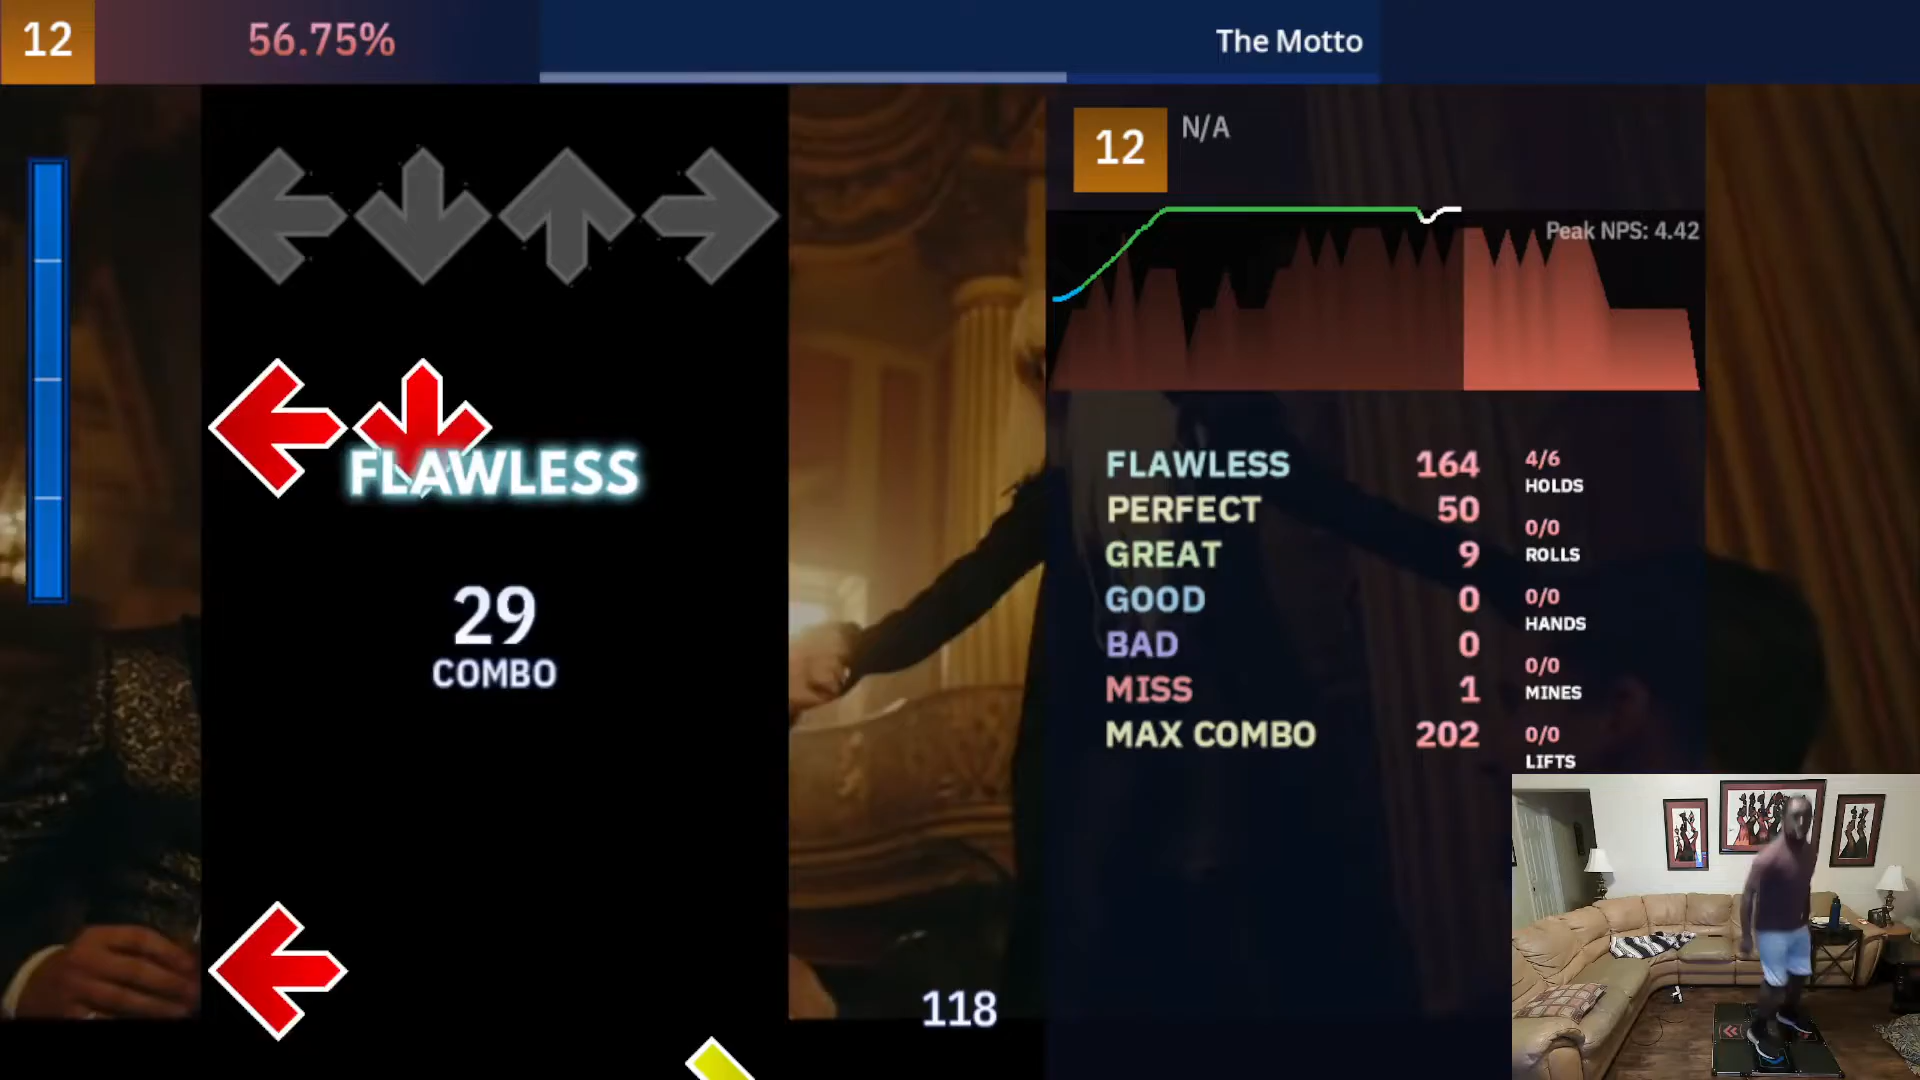 12
56.75%
The Motto
12
N/A
Peak NPS: 4.42
FLAWLESS
29
COMBO
118
FLAWLESS 164
PERFECT 50
GREAT 9
GOOD 0
BAD 0
MISS 1
MAX COMBO 202
4/6
HOLDS
0/0
ROLLS
0/0
HANDS
0/0
MINES
0/0
LIFTS